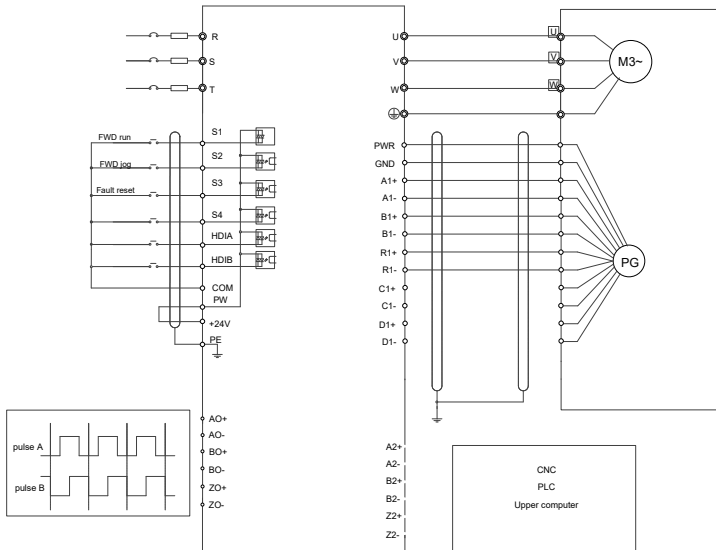 R
S
T
U
V
W
U
V
W
M3~
S1
FWD run
S2
FWD jog
S3
Fault reset
S4
HDIA
HDIB
COM
PW
+24V
PE
PWR
GND
A1+
A1-
B1+
B1-
R1+
R1-
C1+
C1-
D1+
D1-
PG
pulse A
pulse B
AO+
AO-
BO+
BO-
ZO+
ZO-
A2+
A2-
B2+
B2-
Z2+
Z2-
CNC
PLC
Upper computer